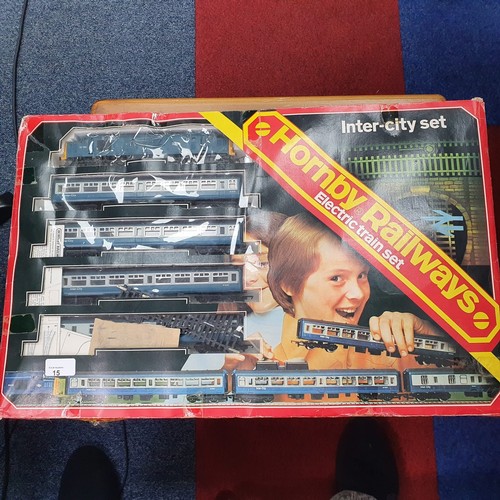 Inter-city set
Hornby Railways
Electric train set
15